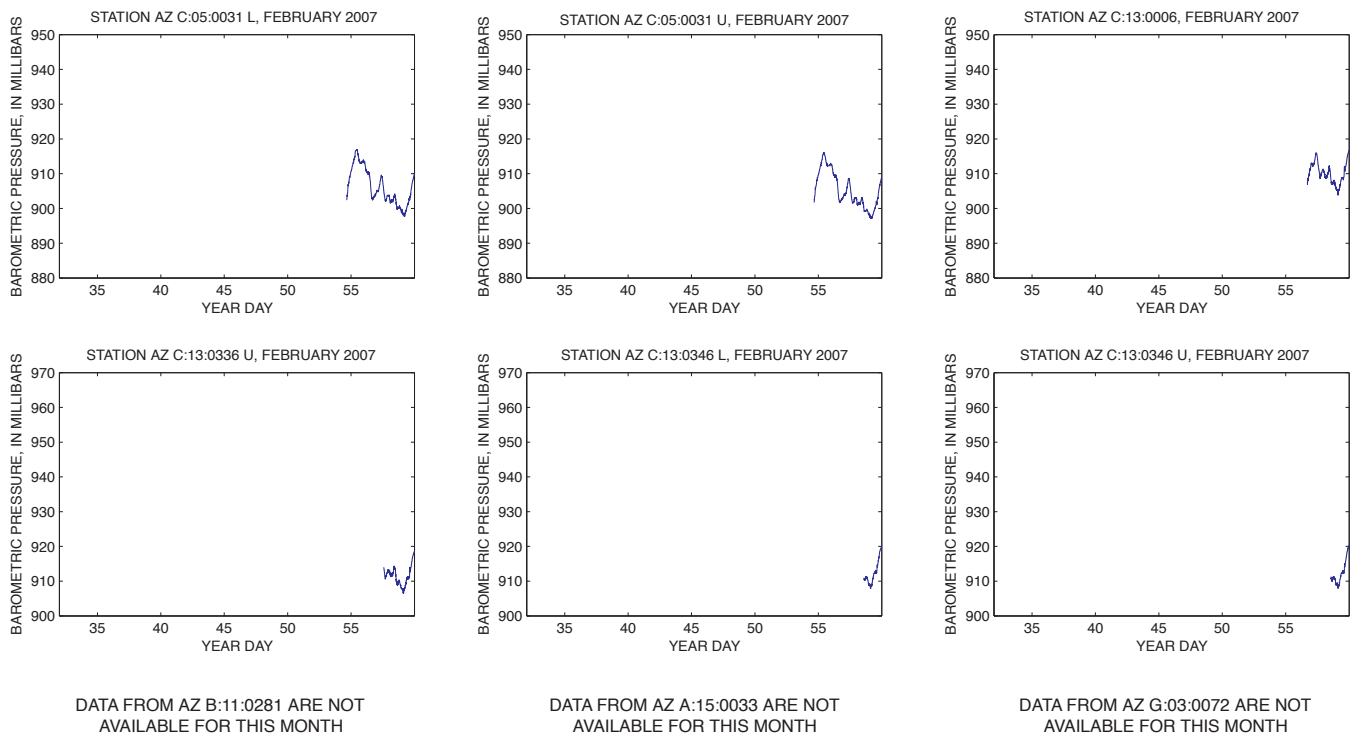 STATION AZ C:05:0031 L, FEBRUARY 2007
BAROMETRIC PRESSURE, IN MILLIBARS
950
940
930
920
910
900
890
880
35 40 45 50 55
YEAR DAY
STATION AZ C:05:0031 U, FEBRUARY 2007
BAROMETRIC PRESSURE, IN MILLIBARS
950
940
930
920
910
900
890
880
35 40 45 50 55
YEAR DAY
STATION AZ C:13:0006, FEBRUARY 2007
BAROMETRIC PRESSURE, IN MILLIBARS
950
940
930
920
910
900
890
880
35 40 45 50 55
YEAR DAY
STATION AZ C:13:0336 U, FEBRUARY 2007
BAROMETRIC PRESSURE, IN MILLIBARS
970
960
950
940
930
920
910
900
35 40 45 50 55
YEAR DAY
STATION AZ C:13:0346 L, FEBRUARY 2007
BAROMETRIC PRESSURE, IN MILLIBARS
970
960
950
940
930
920
910
900
35 40 45 50 55
YEAR DAY
STATION AZ C:13:0346 U, FEBRUARY 2007
BAROMETRIC PRESSURE, IN MILLIBARS
970
960
950
940
930
920
910
900
35 40 45 50 55
YEAR DAY
DATA FROM AZ B:11:0281 ARE NOT
AVAILABLE FOR THIS MONTH
DATA FROM AZ A:15:0033 ARE NOT
AVAILABLE FOR THIS MONTH
DATA FROM AZ G:03:0072 ARE NOT
AVAILABLE FOR THIS MONTH